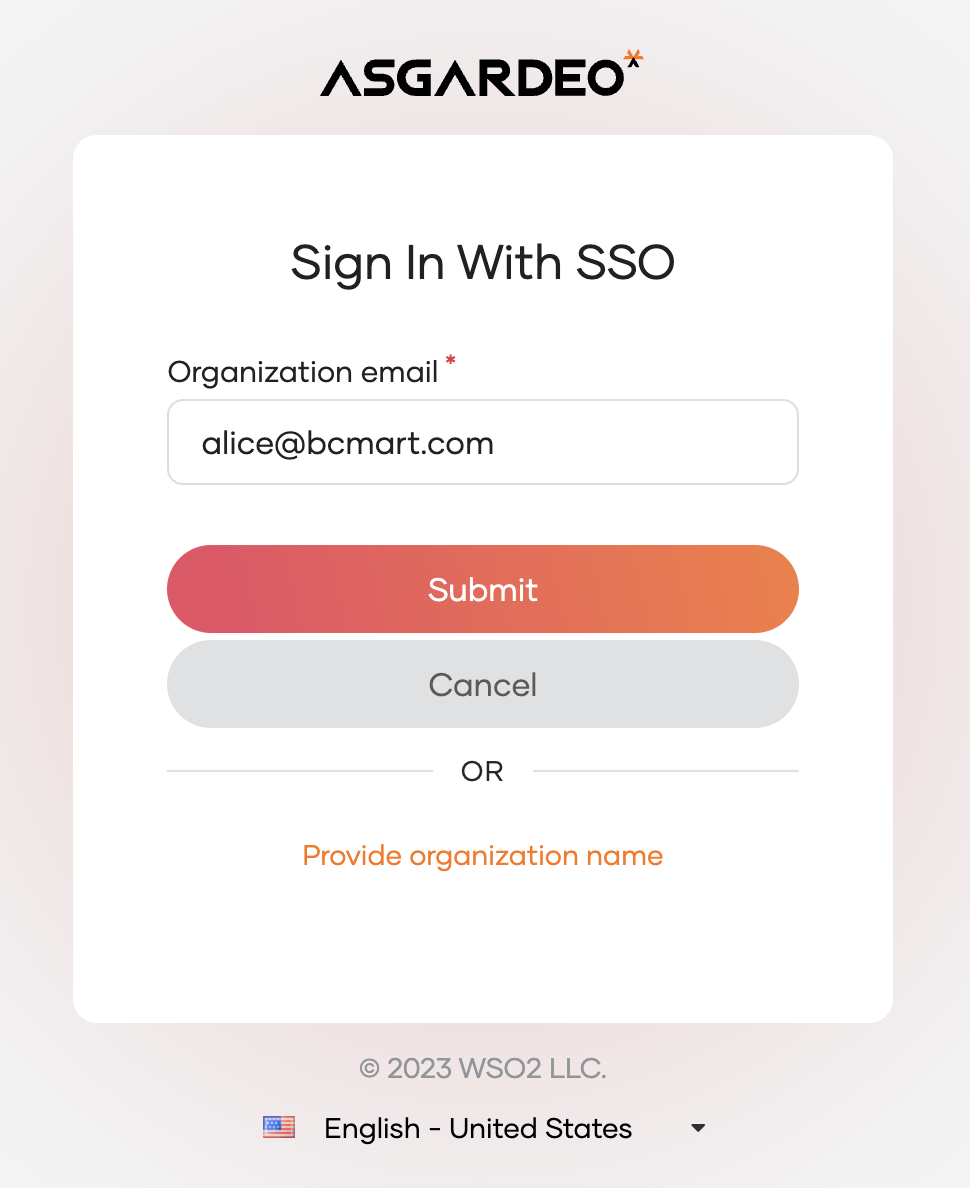 ASGARDEO
Sign In With SSO
Organization email *
alice@bcmart.com
Submit
Cancel
OR
Provide organization name
© 2023 WSO2 LLC.
English - United States